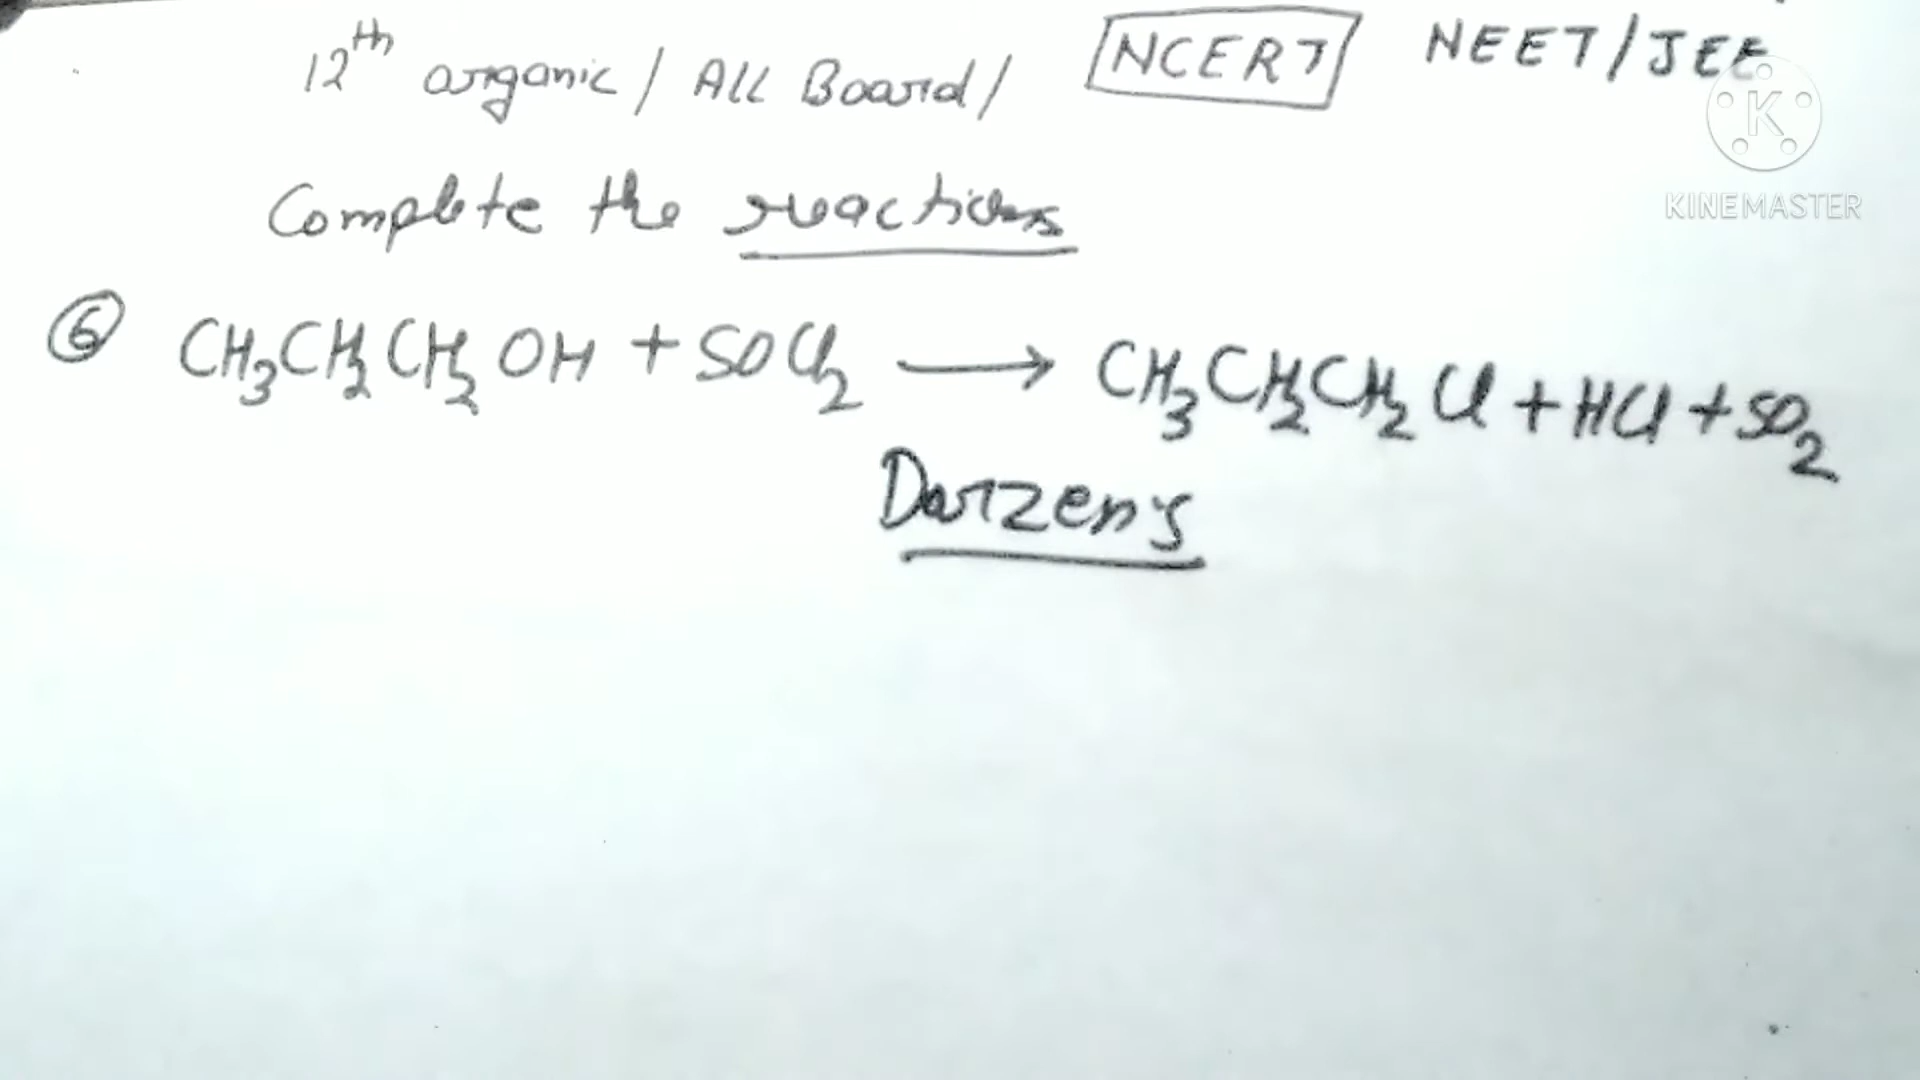 12th organic / All Board / NCERT NEET/JEE
K
KINEMASTER
Complete the reactions
⑥ CH3CH2CH2OH + SOCl2 ⟶ CH3CH2CH2Cl + HCl + SO2
Darzen's